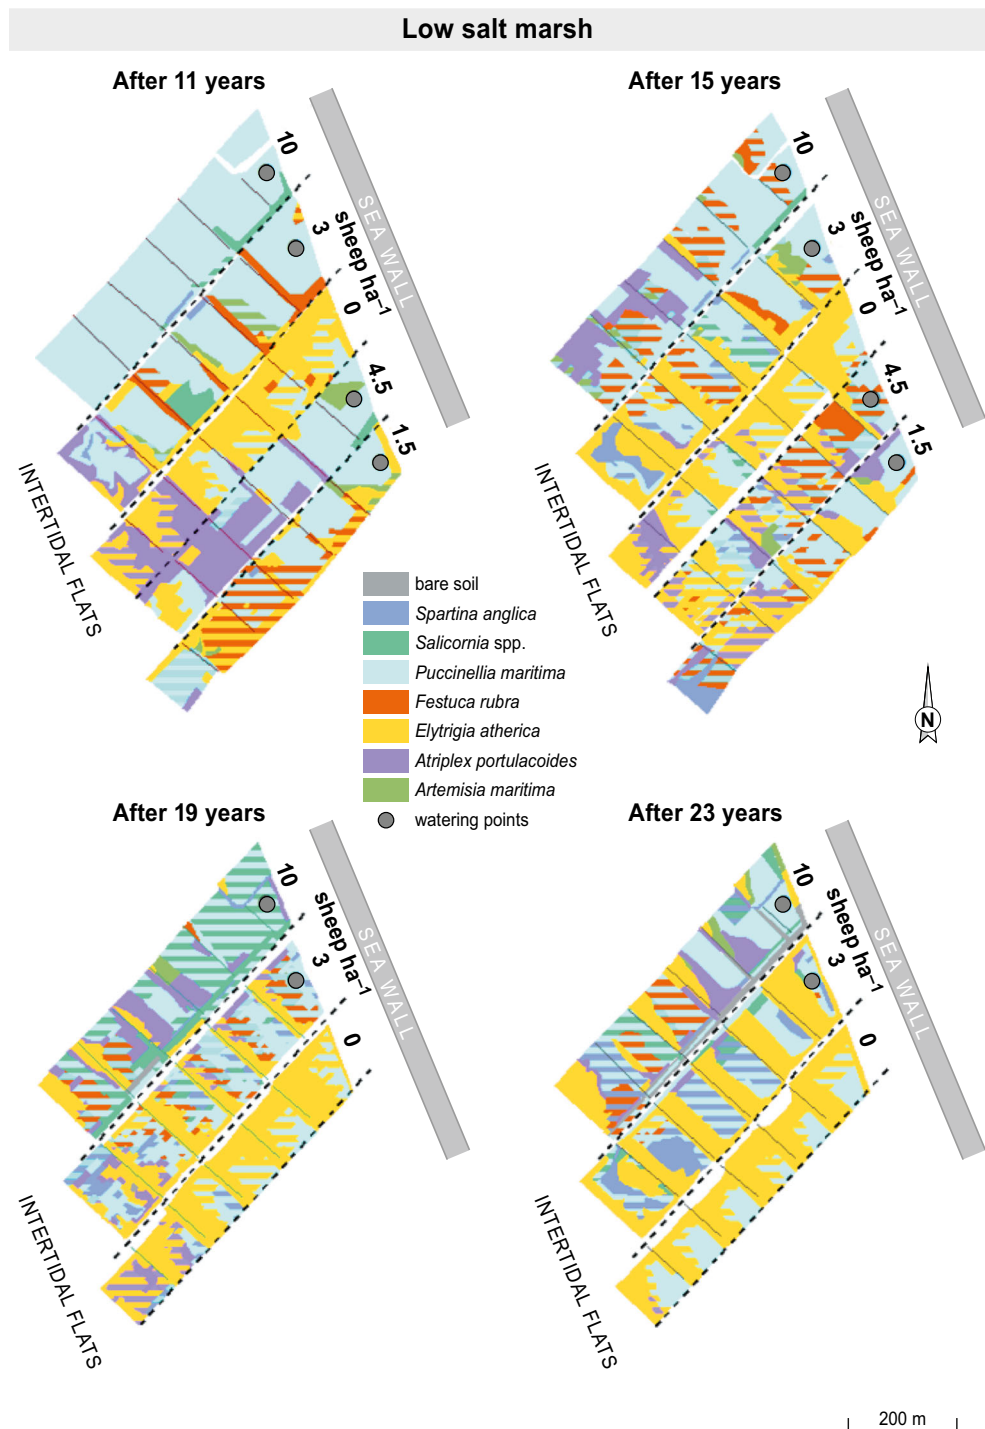 Low salt marsh
After 11 years
After 15 years
10
3
sheep ha⁻¹
0
4.5
1.5
SEA WALL
INTERTIDAL FLATS
10
3
sheep ha⁻¹
0
4.5
1.5
SEA WALL
INTERTIDAL FLATS
bare soil
Spartina anglica
Salicornia spp.
Puccinellia maritima
Festuca rubra
Elytrigia atherica
Atriplex portulacoides
Artemisia maritima
watering points
N
After 19 years
After 23 years
10
3
sheep ha⁻¹
0
SEA WALL
INTERTIDAL FLATS
10
3
sheep ha⁻¹
0
SEA WALL
INTERTIDAL FLATS
200 m